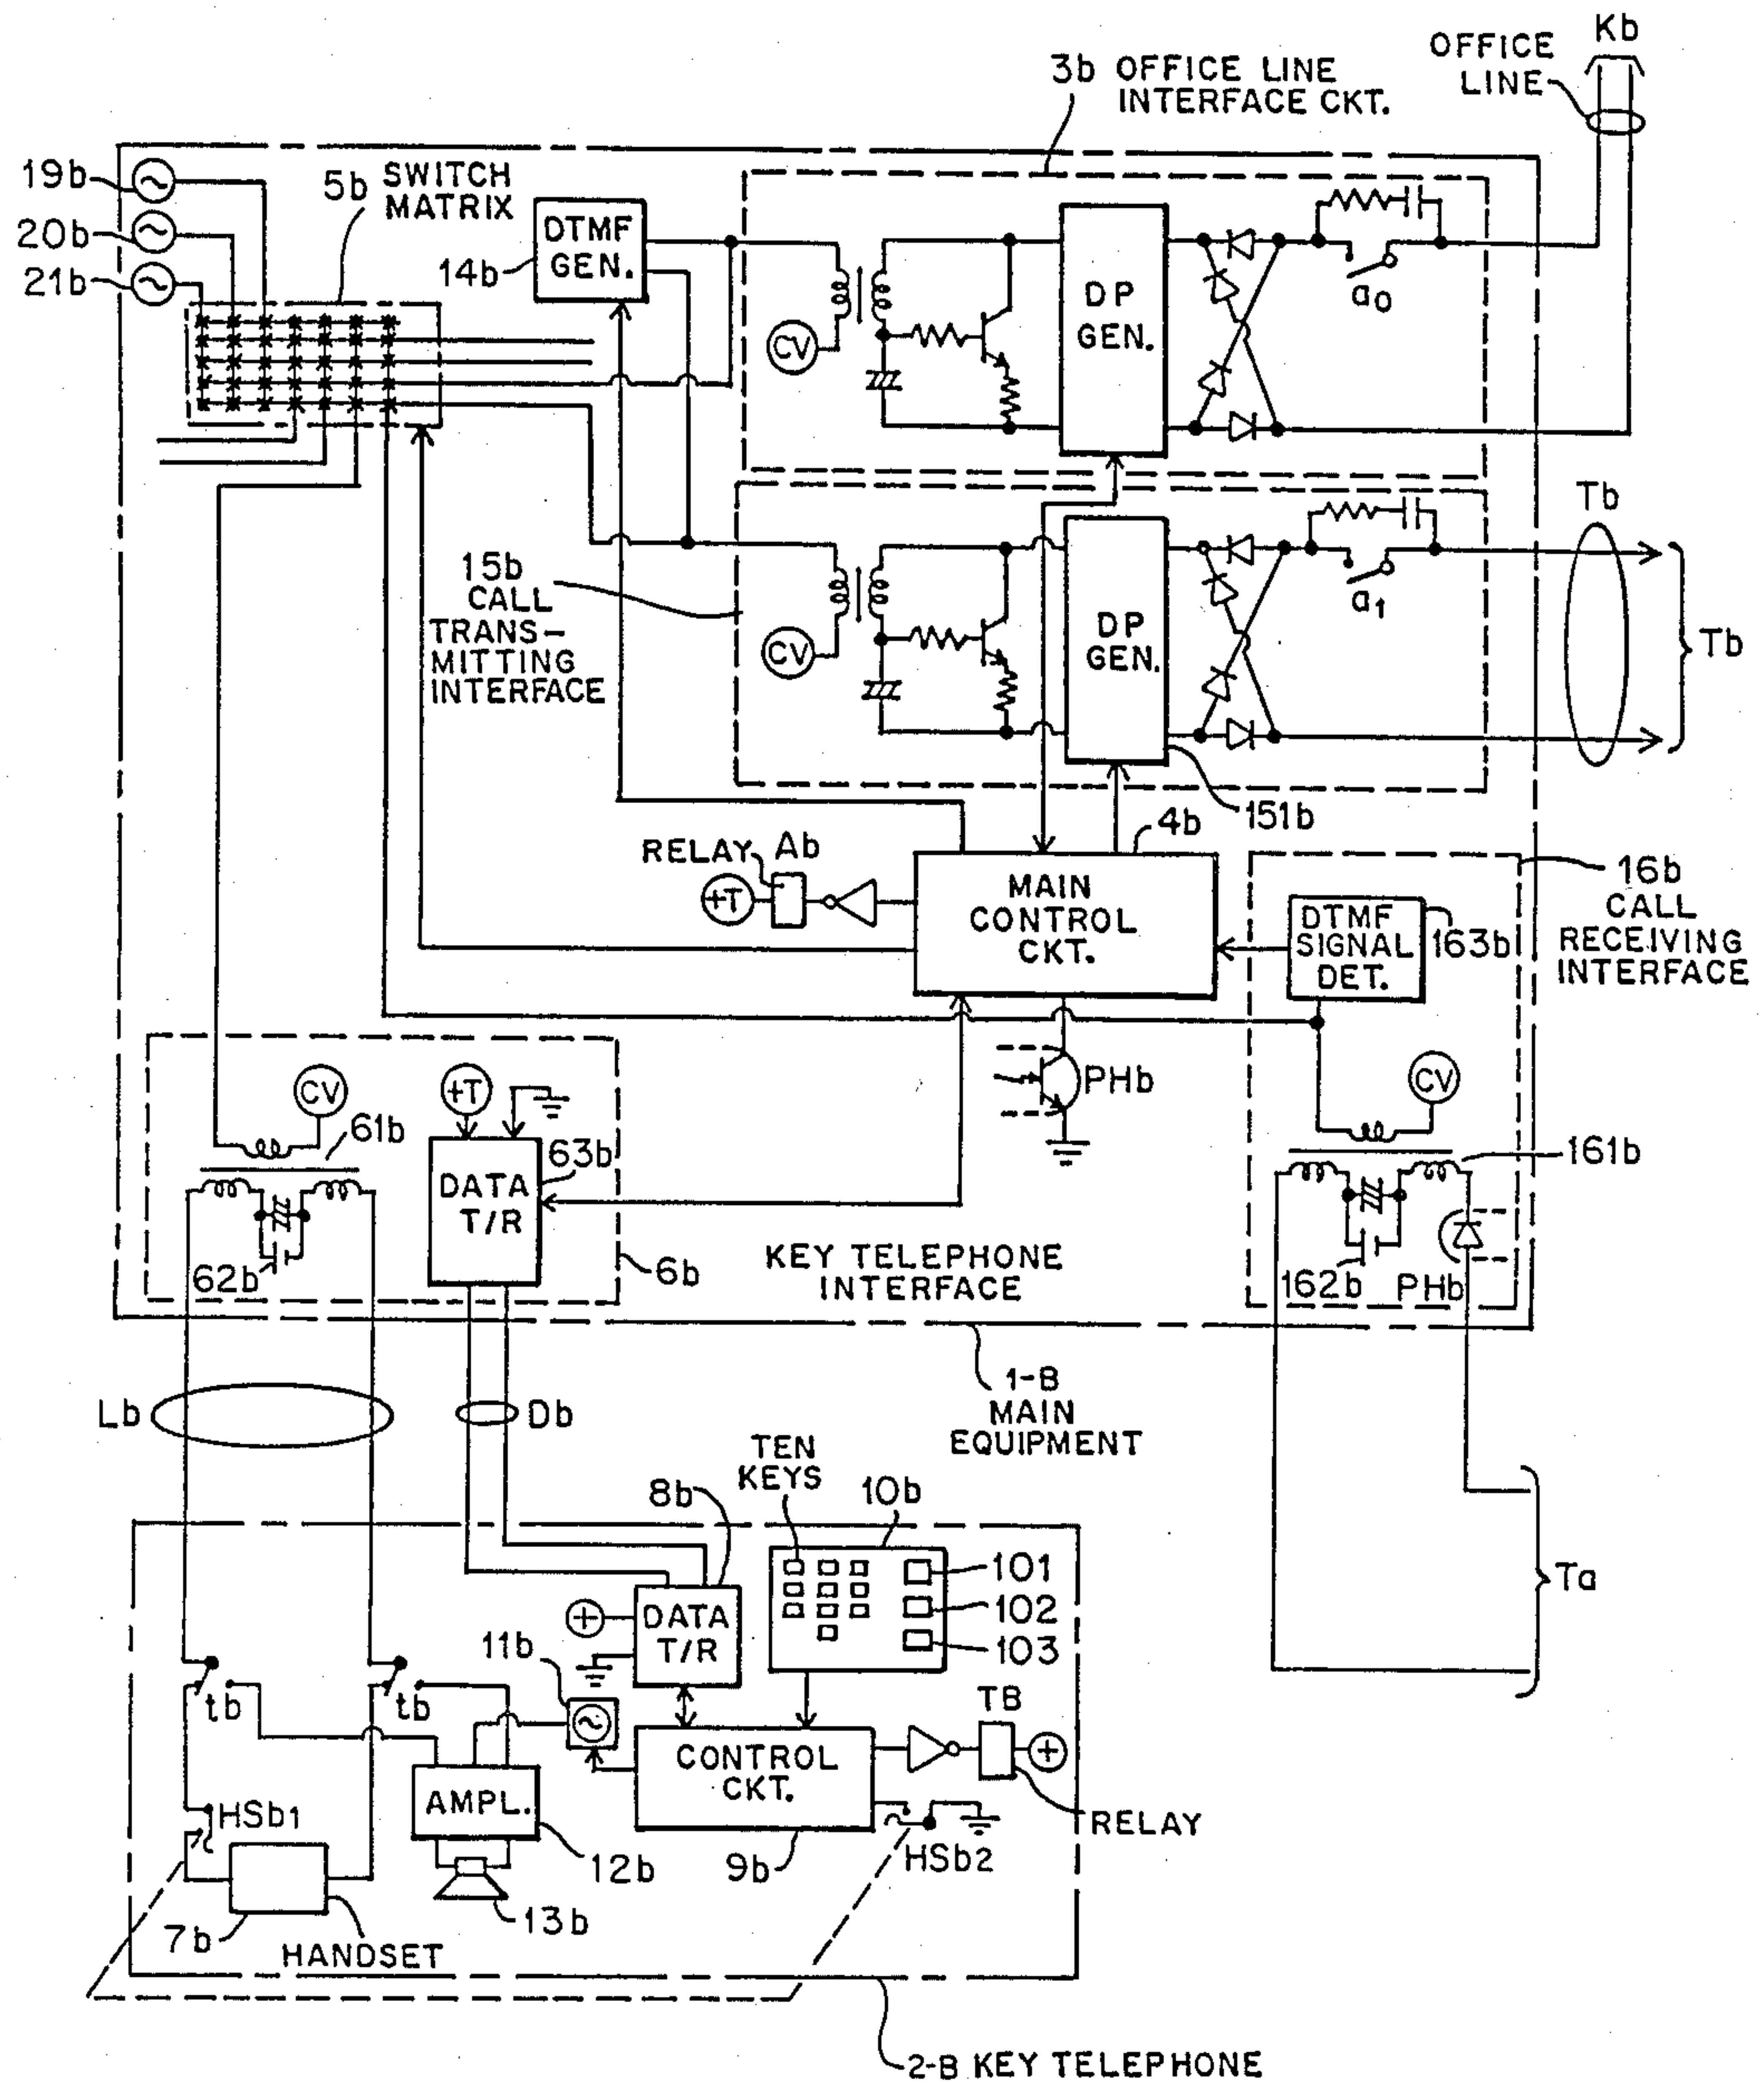 Kb
OFFICE
LINE
3b OFFICE LINE
INTERFACE CKT.
19b
20b
21b
5b SWITCH
MATRIX
DTMF
GEN.
14b
CV
DP
GEN.
a0
15b
CALL
TRANS-
MITTING
INTERFACE
CV
DP
GEN.
a1
Tb
Tb
151b
4b
RELAY Ab
+T
MAIN
CONTROL
CKT.
16b
CALL
RECEIVING
INTERFACE
DTMF
SIGNAL
DET.
163b
PHb
CV
161b
162b
PHb
CV
61b
62b
+T
63b
DATA
T/R
6b
KEY TELEPHONE
INTERFACE
1-B
MAIN
EQUIPMENT
Lb
Db
TEN
KEYS
8b
10b
101
102
103
Ta
+
DATA
T/R
11b
tb
tb
TB
+
CONTROL
CKT.
RELAY
AMPL.
HSb1
HSb2
9b
12b
13b
7b
HANDSET
2-B KEY TELEPHONE